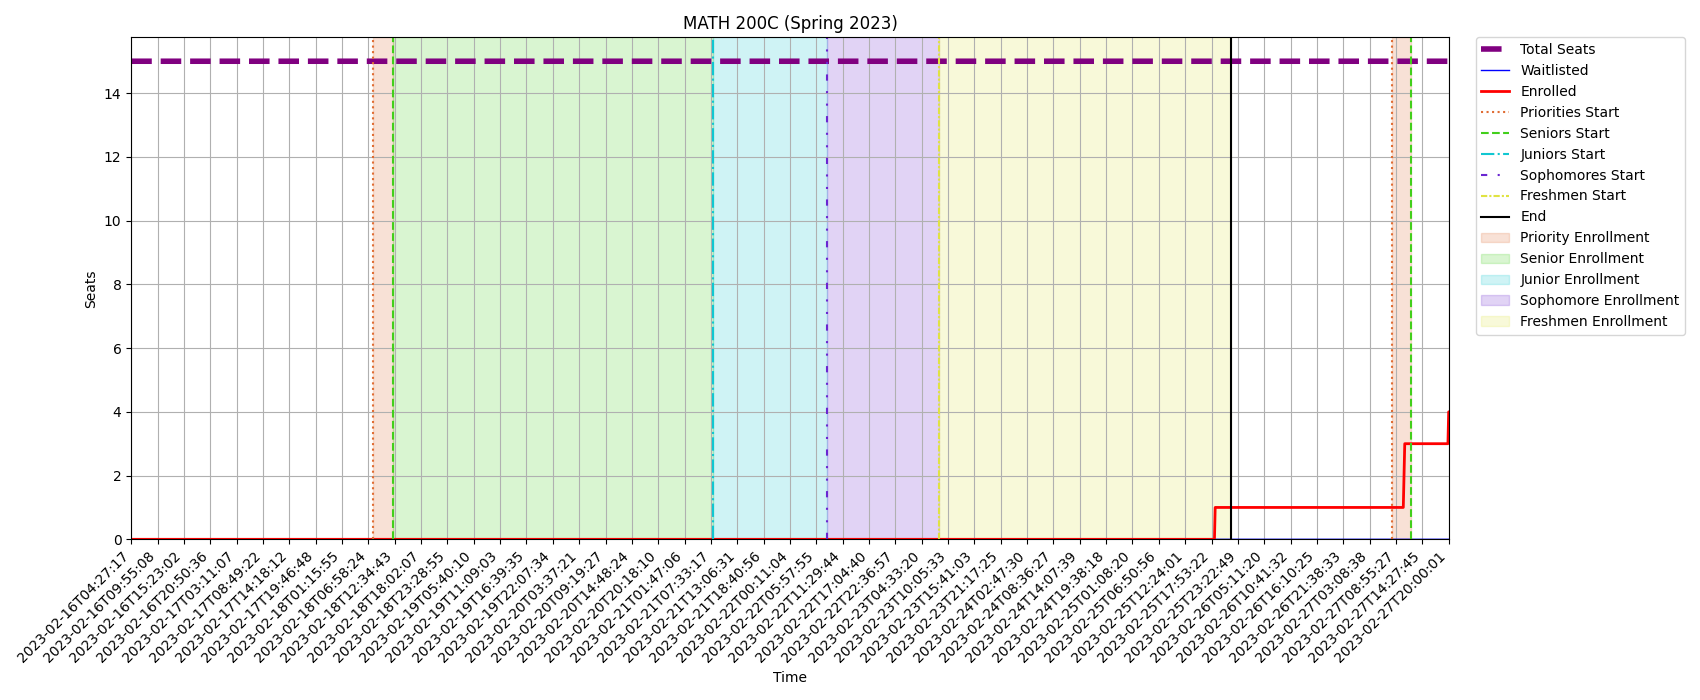 MATH 200C (Spring 2023)
Total Seats
Waitlisted
Enrolled
Priorities Start
Seniors Start
Juniors Start
Sophomores Start
Freshmen Start
End
Priority Enrollment
Senior Enrollment
Junior Enrollment
Sophomore Enrollment
Freshmen Enrollment
Seats
14
12
10
8
6
4
2
0
2023-02-16T04:27:17
2023-02-16T09:55:08
2023-02-16T15:23:02
2023-02-16T20:50:36
2023-02-17T03:11:07
2023-02-17T08:49:22
2023-02-17T14:18:12
2023-02-17T19:46:48
2023-02-18T01:15:55
2023-02-18T06:58:24
2023-02-18T12:34:43
2023-02-18T18:02:07
2023-02-18T23:28:55
2023-02-19T05:40:10
2023-02-19T11:09:03
2023-02-19T16:39:35
2023-02-19T22:07:34
2023-02-20T03:37:21
2023-02-20T09:19:27
2023-02-20T14:48:24
2023-02-20T20:18:10
2023-02-21T01:47:06
2023-02-21T07:33:17
2023-02-21T13:06:31
2023-02-21T18:40:56
2023-02-22T00:11:04
2023-02-22T05:57:55
2023-02-22T11:29:44
2023-02-22T17:04:40
2023-02-22T22:36:57
2023-02-23T04:33:20
2023-02-23T10:05:33
2023-02-23T15:41:03
2023-02-23T21:17:25
2023-02-24T02:47:30
2023-02-24T08:36:27
2023-02-24T14:07:39
2023-02-24T19:38:18
2023-02-25T01:08:20
2023-02-25T06:50:56
2023-02-25T12:24:01
2023-02-25T17:53:22
2023-02-25T23:22:49
2023-02-26T05:11:20
2023-02-26T10:41:32
2023-02-26T16:10:25
2023-02-26T21:38:33
2023-02-27T03:08:38
2023-02-27T08:55:27
2023-02-27T14:27:45
2023-02-27T20:00:01
Time